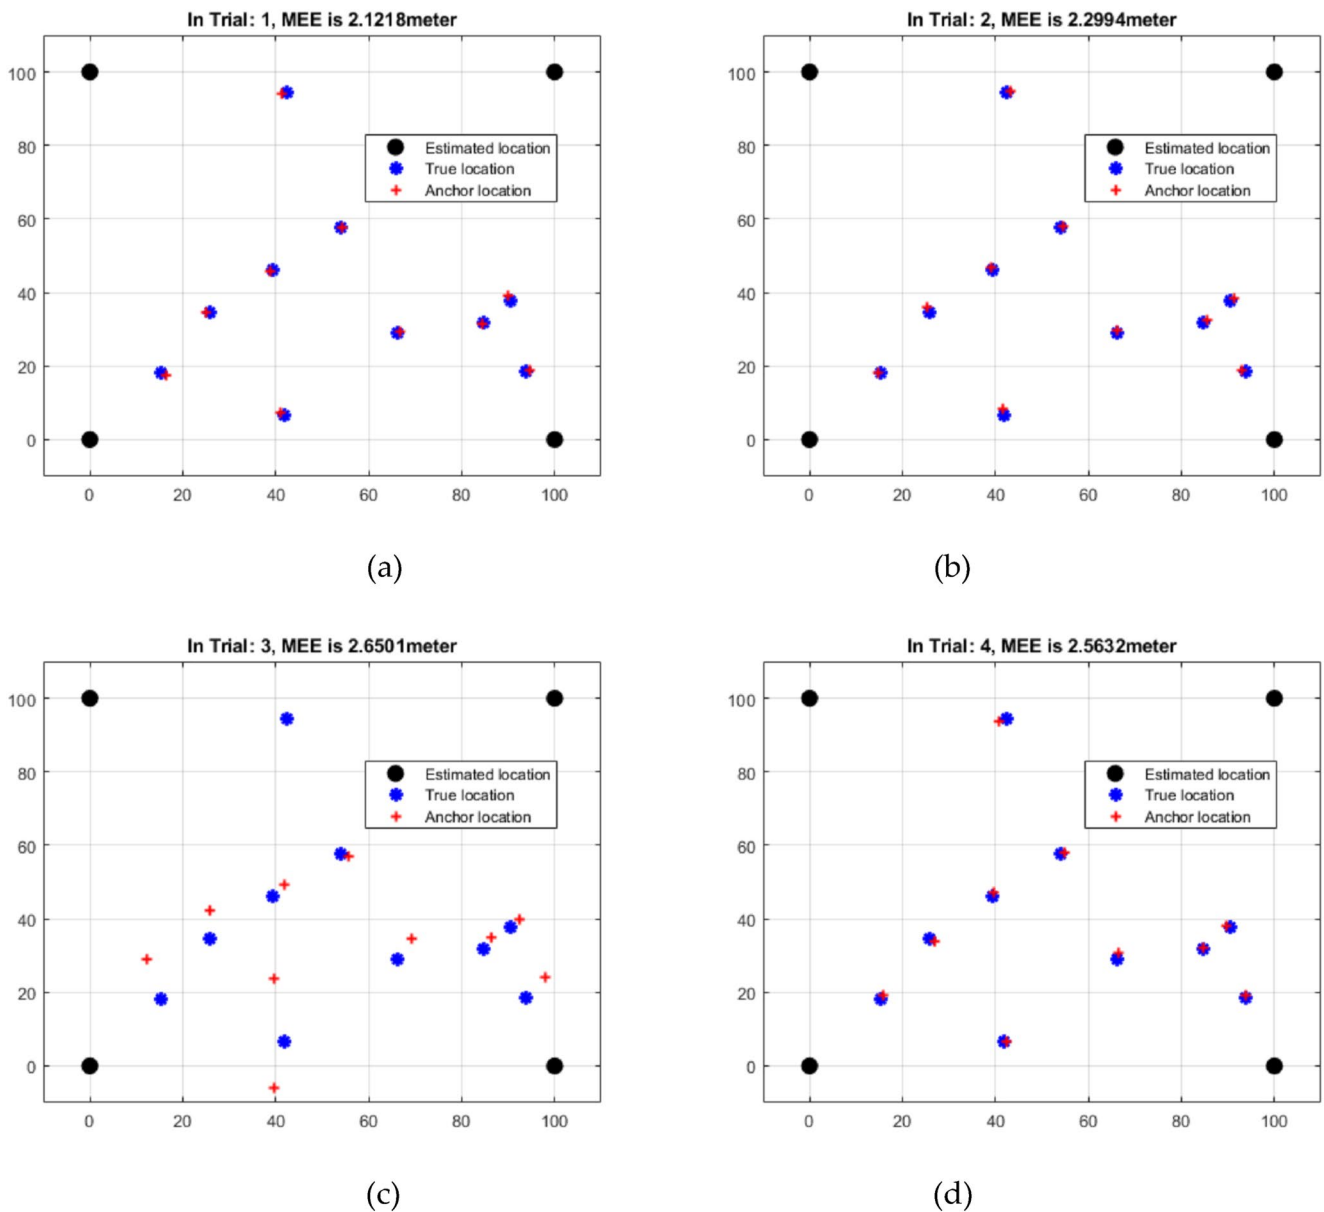 In Trial: 1, MEE is 2.1218meter
100
80
60
40
20
0
Estimated location
True location
Anchor location
0 20 40 60 80 100
(a)
In Trial: 2, MEE is 2.2994meter
100
80
60
40
20
0
Estimated location
True location
Anchor location
0 20 40 60 80 100
(b)
In Trial: 3, MEE is 2.6501meter
100
80
60
40
20
0
Estimated location
True location
Anchor location
0 20 40 60 80 100
(c)
In Trial: 4, MEE is 2.5632meter
100
80
60
40
20
0
Estimated location
True location
Anchor location
0 20 40 60 80 100
(d)